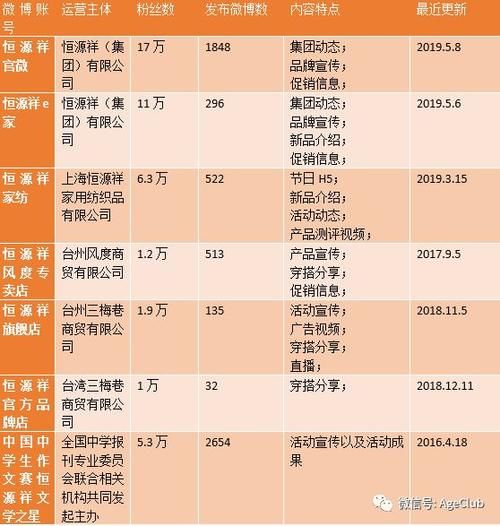 微博账号 运营主体 粉丝数 发布微博数 内容特点 最近更新
恒源祥官微 恒源祥（集团）有限公司 17 万 1848 集团动态；品牌宣传；促销信息； 2019.5.8
恒源祥 e 家 恒源祥（集团）有限公司 11 万 296 集团动态；品牌宣传；新品介绍；促销信息； 2019.5.6
恒源祥家纺 上海恒源祥家用纺织品有限公司 6.3 万 522 节日 H5；新品介绍；活动动态；产品测评视频； 2019.3.15
恒源祥风度专卖店 台州风度商贸有限公司 1.2 万 513 产品宣传；穿搭分享；促销信息； 2017.9.5
恒源祥旗舰店 台州三梅巷商贸有限公司 1.9 万 135 活动宣传；广告视频；穿搭分享；直播； 2018.11.5
恒源祥官方品牌店 台湾三梅巷商贸有限公司 1 万 32 穿搭分享； 2018.12.11
中国中学生作文赛恒源祥文学之星 全国中学报刊专业委员会联合相关机构共同发起主办 5.3 万 2654 活动宣传以及活动成果 2016.4.18
微信号: AgeClub